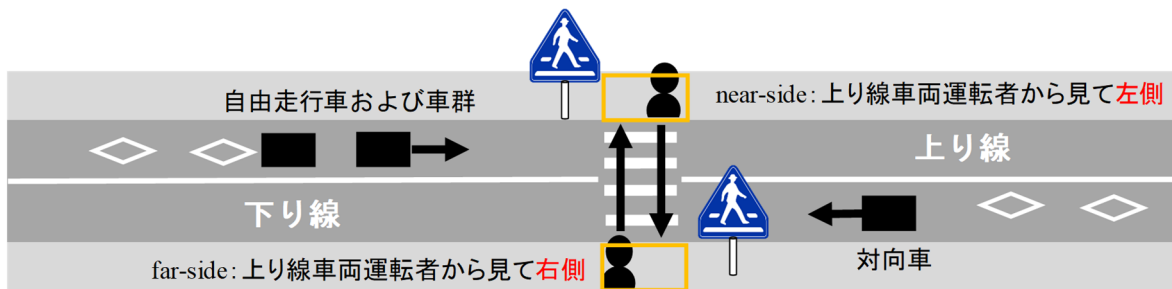 自由走行車および車群
near-side：上り線車両運転者から見て左側
上り線
下り線
far-side：上り線車両運転者から見て右側
対向車